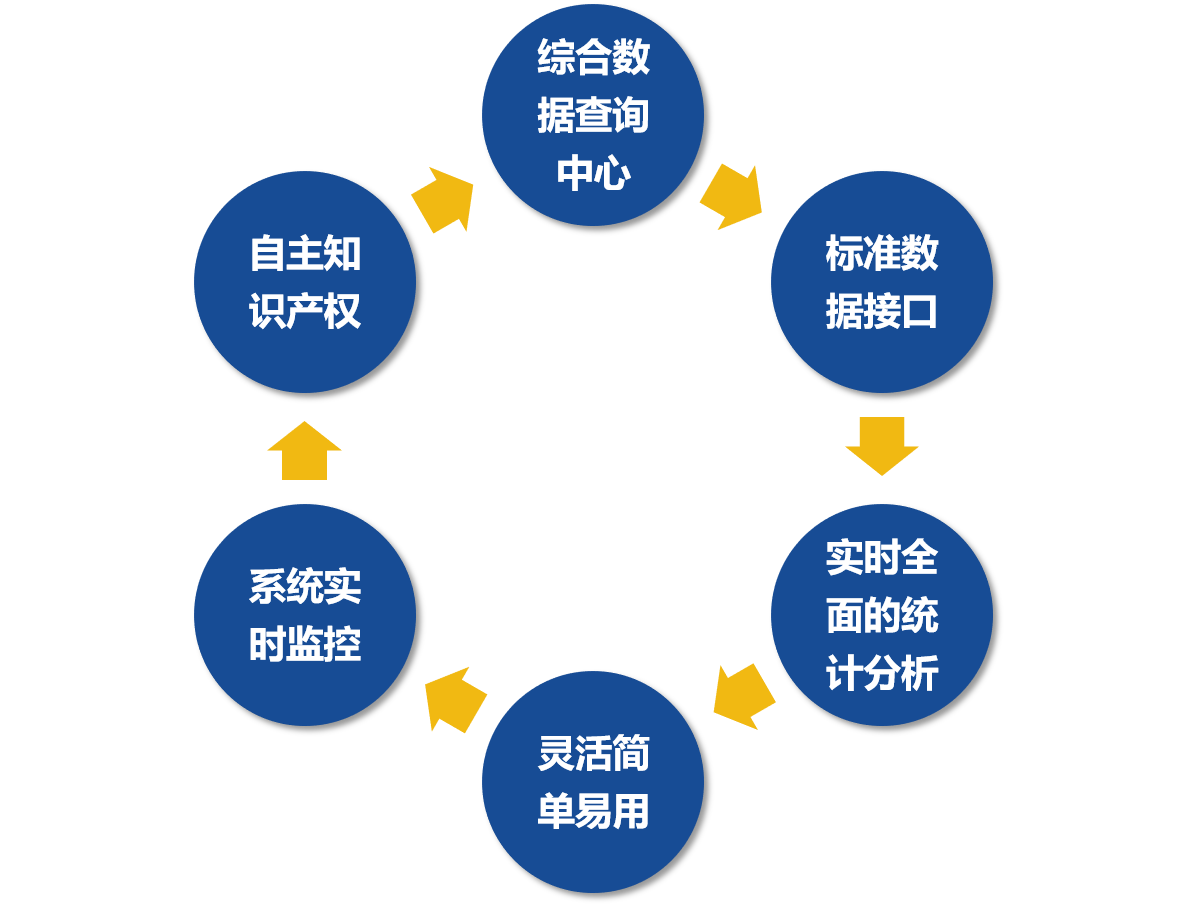 综合数
据查询
中心
标准数
据接口
实时全
面的统
计分析
灵活简
单易用
系统实
时监控
自主知
识产权